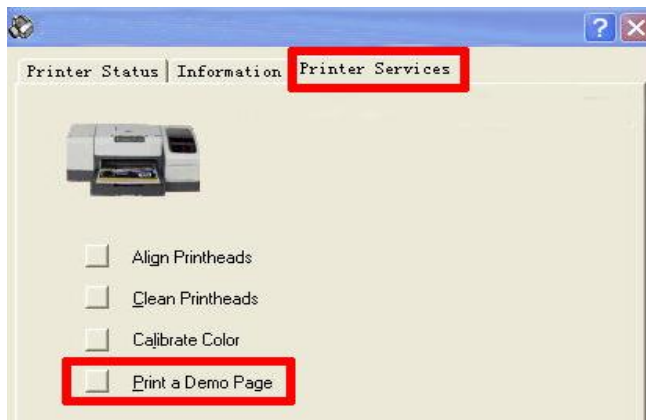 Printer Status Information Printer Services
Align Printheads
Clean Printheads
Calibrate Color
Print a Demo Page